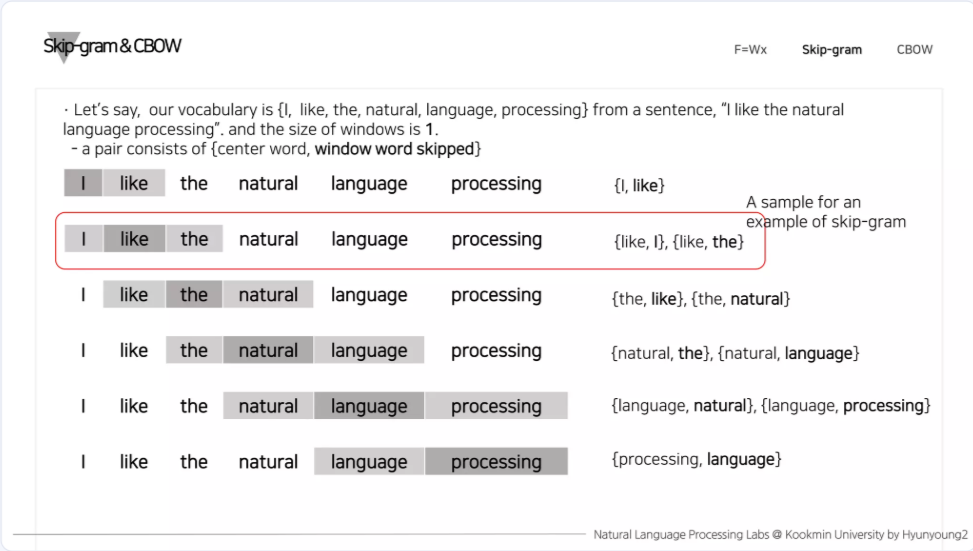 Skip-gram & CBOW
F=Wx Skip-gram CBOW
· Let's say, our vocabulary is {I, like, the, natural, language, processing} from a sentence, "I like the natural
language processing". and the size of windows is 1.
- a pair consists of {center word, window word skipped}
I like the natural language processing {I, like}
A sample for an
example of skip-gram
I like the natural language processing {like, I}, {like, the}
I like the natural language processing {the, like}, {the, natural}
I like the natural language processing {natural, the}, {natural, language}
I like the natural language processing {language, natural}, {language, processing}
I like the natural language processing {processing, language}
Natural Language Processing Labs @ Kookmin University by Hyunyoung2